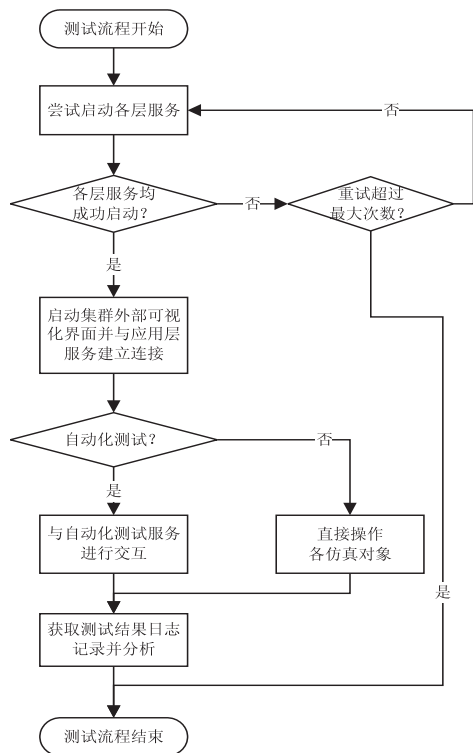 测试流程开始
尝试启动各层服务
否
各层服务均
成功启动？
否
重试超过
最大次数？
是
启动集群外部可视
化界面并与应用层
服务建立连接
自动化测试？
否
是
与自动化测试服务
进行交互
直接操作
各仿真对象
是
获取测试结果日志
记录并分析
测试流程结束